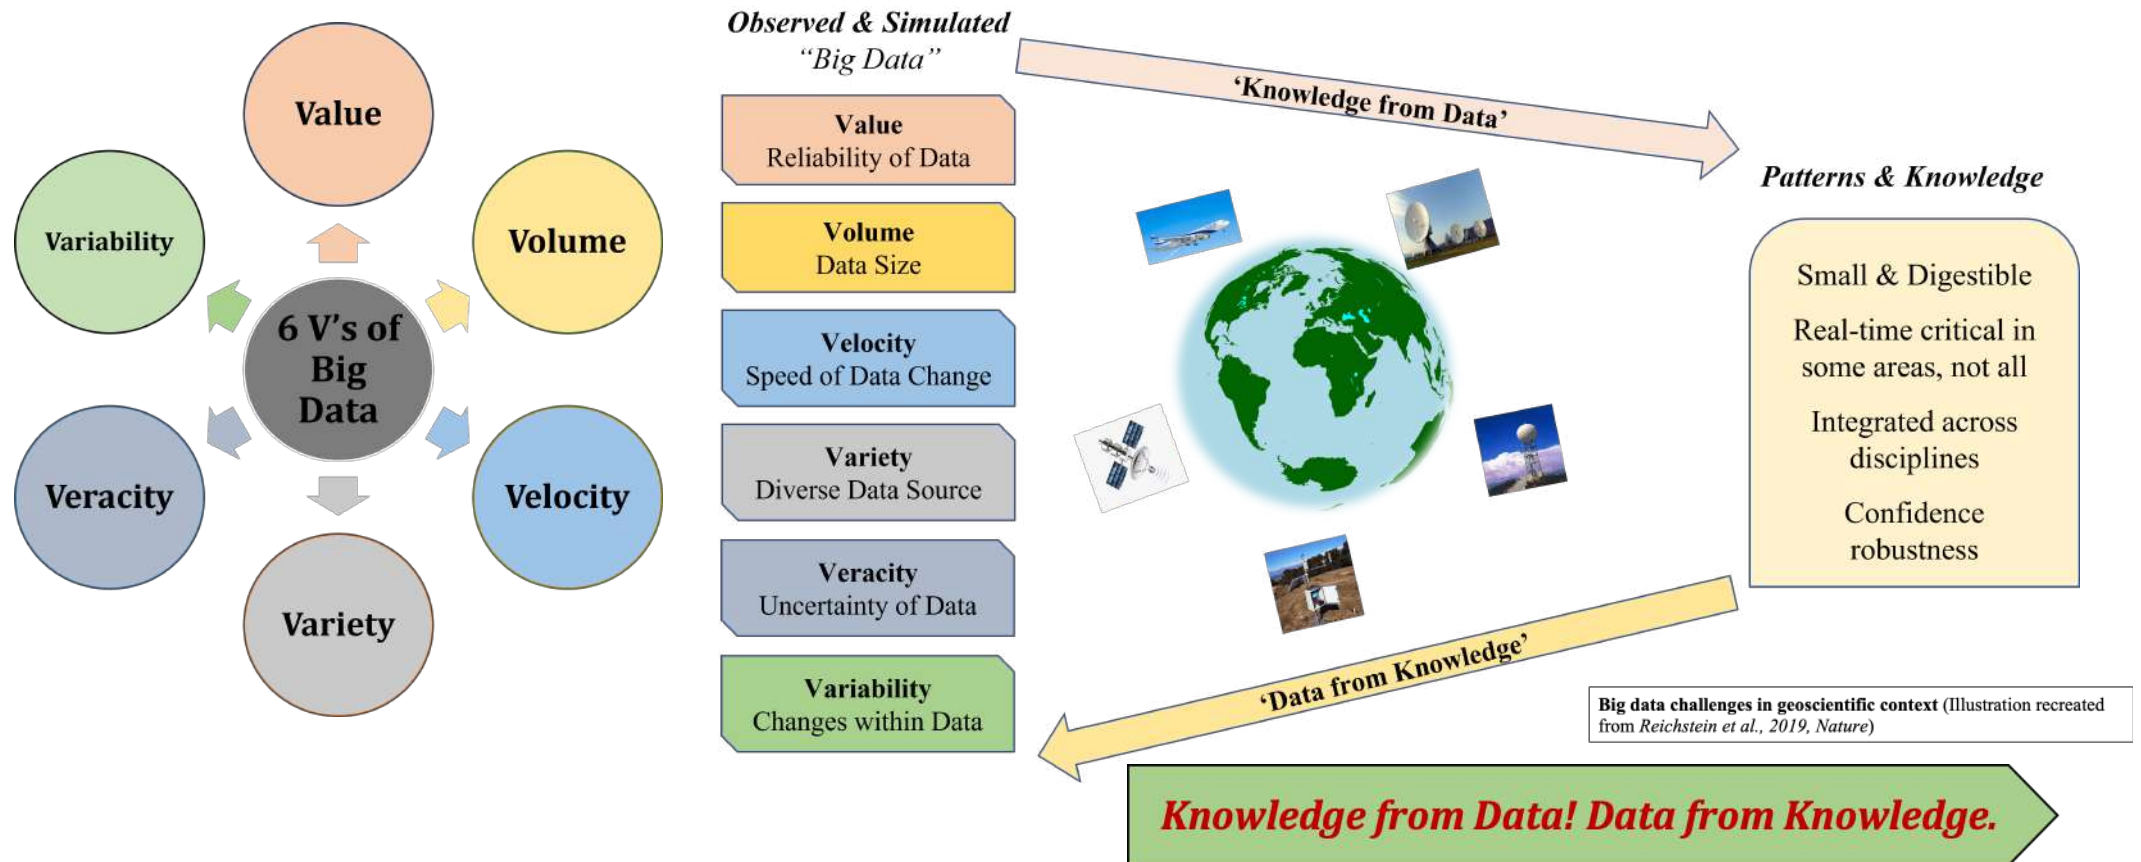 Value
Volume
Velocity
Variety
Veracity
Variability
6 V's of
Big
Data
Observed & Simulated
“Big Data”
Value
Reliability of Data
Volume
Data Size
Velocity
Speed of Data Change
Variety
Diverse Data Source
Veracity
Uncertainty of Data
Variability
Changes within Data
‘Knowledge from Data’
Patterns & Knowledge
Small & Digestible
Real-time critical in
some areas, not all
Integrated across
disciplines
Confidence
robustness
‘Data from Knowledge’
Big data challenges in geoscientific context (Illustration recreated
from Reichstein et al., 2019, Nature)
Knowledge from Data! Data from Knowledge.